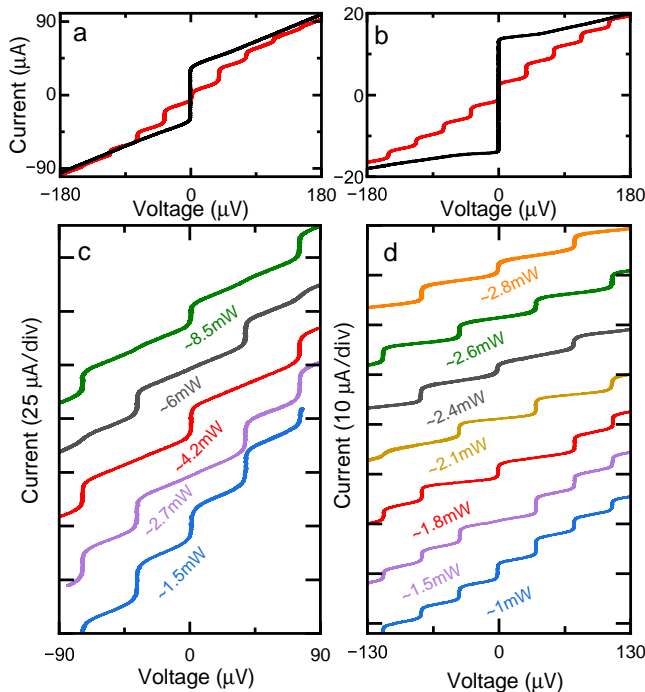 a
b
Current (μA)
90
0
−90
20
0
−20
−180
0
180
−180
0
180
Voltage (μV)
Voltage (μV)
c
d
Current (25 μA/div)
Current (10 μA/div)
~8.5mW
~6mW
~4.2mW
~2.7mW
~1.5mW
~2.8mW
~2.6mW
~2.4mW
~2.1mW
~1.8mW
~1.5mW
~1mW
-90
0
90
-130
0
130
Voltage (μV)
Voltage (μV)